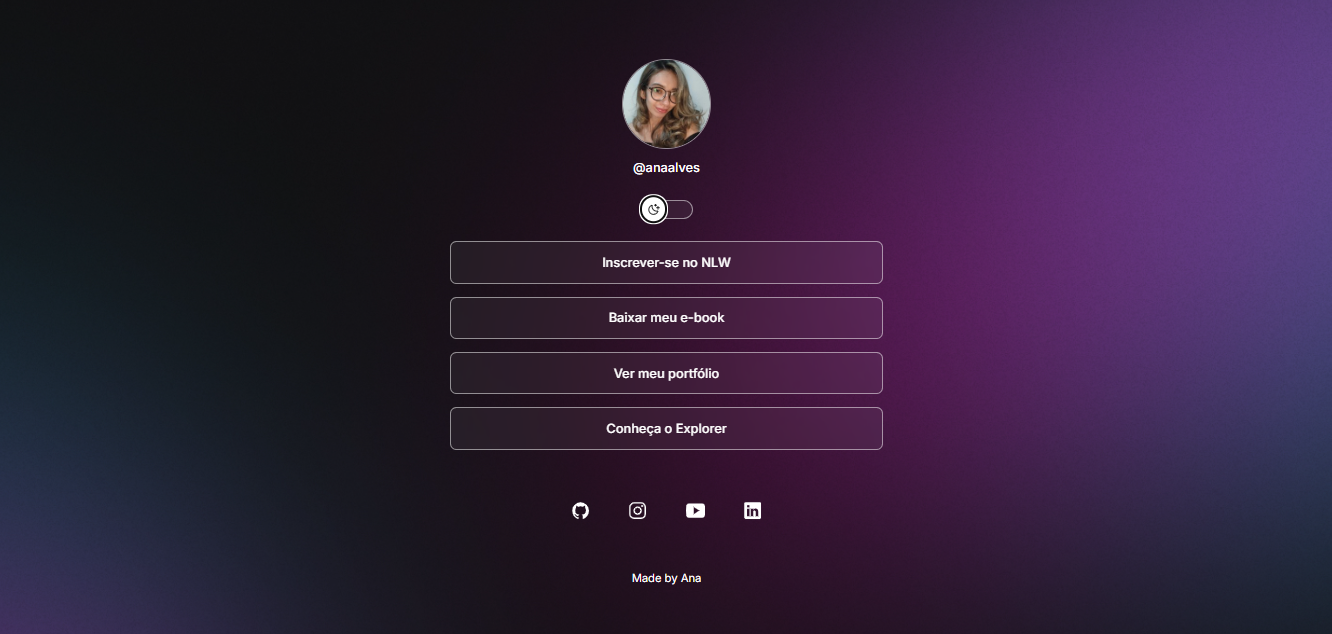 @anaalves
Inscrever-se no NLW
Baixar meu e-book
Ver meu portfólio
Conheça o Explorer
Made by Ana